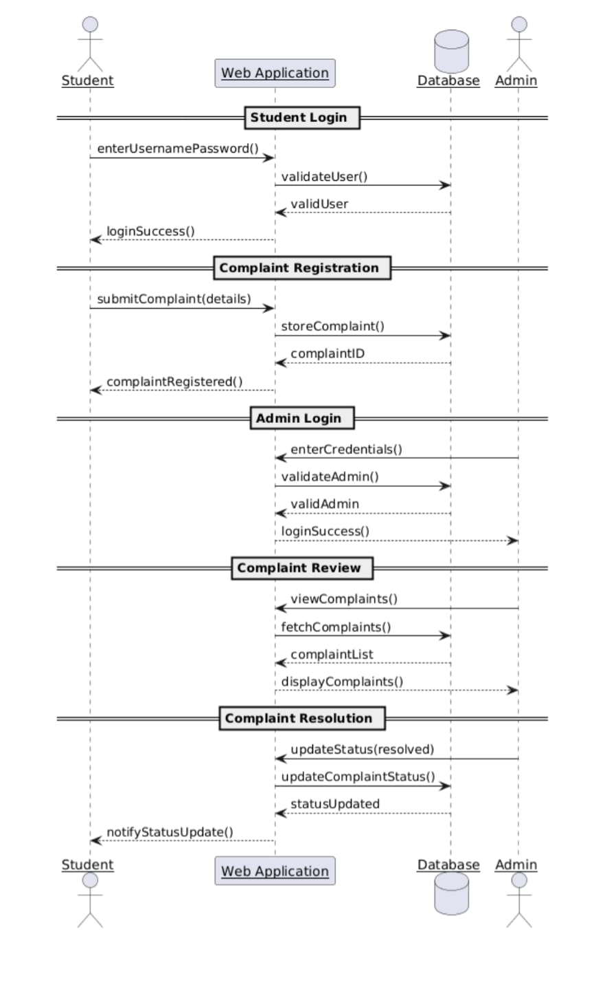 Student
Web Application
Database
Admin
Student Login
enterUsernamePassword()
validateUser()
validUser
loginSuccess()
Complaint Registration
submitComplaint(details)
storeComplaint()
complaintID
complaintRegistered()
Admin Login
enterCredentials()
validateAdmin()
validAdmin
loginSuccess()
Complaint Review
viewComplaints()
fetchComplaints()
complaintList
displayComplaints()
Complaint Resolution
updateStatus(resolved)
updateComplaintStatus()
statusUpdated
notifyStatusUpdate()
Student
Web Application
Database
Admin